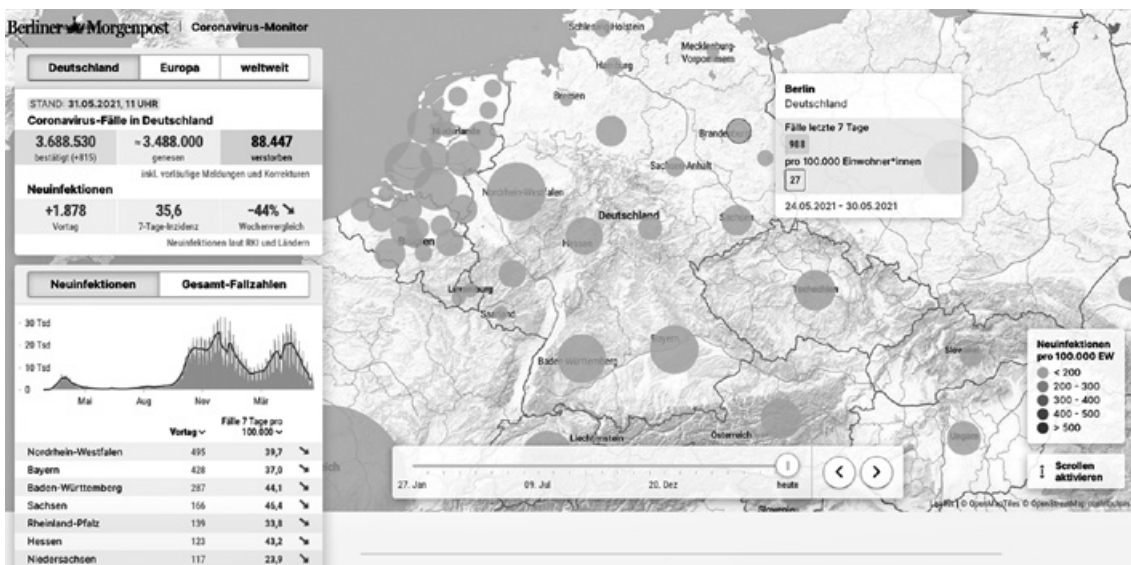 Berliner Morgenpost | Coronavirus-Monitor
Deutschland Europa weltweit
STAND: 31.05.2021, 11 UHR
Coronavirus-Fälle in Deutschland
3.688.530 ≈3.488.000 88.447
bestätigt (+815) genesen verstorben
inkl. vorläufige Meldungen und Korrekturen
Neuinfektionen
+1.878 35,6 −44% ↘
Vortag 7-Tage-Inzidenz Wochenvergleich
Neuinfektionen laut RKI und Ländern
Neuinfektionen Gesamt-Fallzahlen
30 Tsd
20 Tsd
10 Tsd
0
Mai Aug Nov Mär
Vortag Fälle 7 Tage pro
100.000
Nordrhein-Westfalen 495 39,7 ↘
Bayern 428 37,0 ↘
Baden-Württemberg 287 44,1 ↘
Sachsen 166 46,4 ↘
Rheinland-Pfalz 139 33,8 ↘
Hessen 123 43,2 ↘
Niedersachsen 117 23,9 ↘
Schleswig-Holstein
Mecklenburg-
Vorpommern
Hamburg
Bremen
Niederlande
Brandenburg
Sachsen-Anhalt
Nordrhein-Westfalen
Deutschland
Sachsen
Hessen
Belgien
Luxemburg
Tschechien
Saarland
Baden-Württemberg
Bayern
Slowakei
Liechtenstein
Österreich
Ungarn
Slowenien
Berlin
Deutschland
Fälle letzte 7 Tage
988
pro 100.000 Einwohner*innen
27
24.05.2021 - 30.05.2021
f
Neuinfektionen
pro 100.000 EW
< 200
200 - 300
300 - 400
400 - 500
> 500
Scrollen
aktivieren
27. Jan 09. Jul 20. Dez heute
Leaflet | © OpenMapTiles © OpenStreetMap contributors